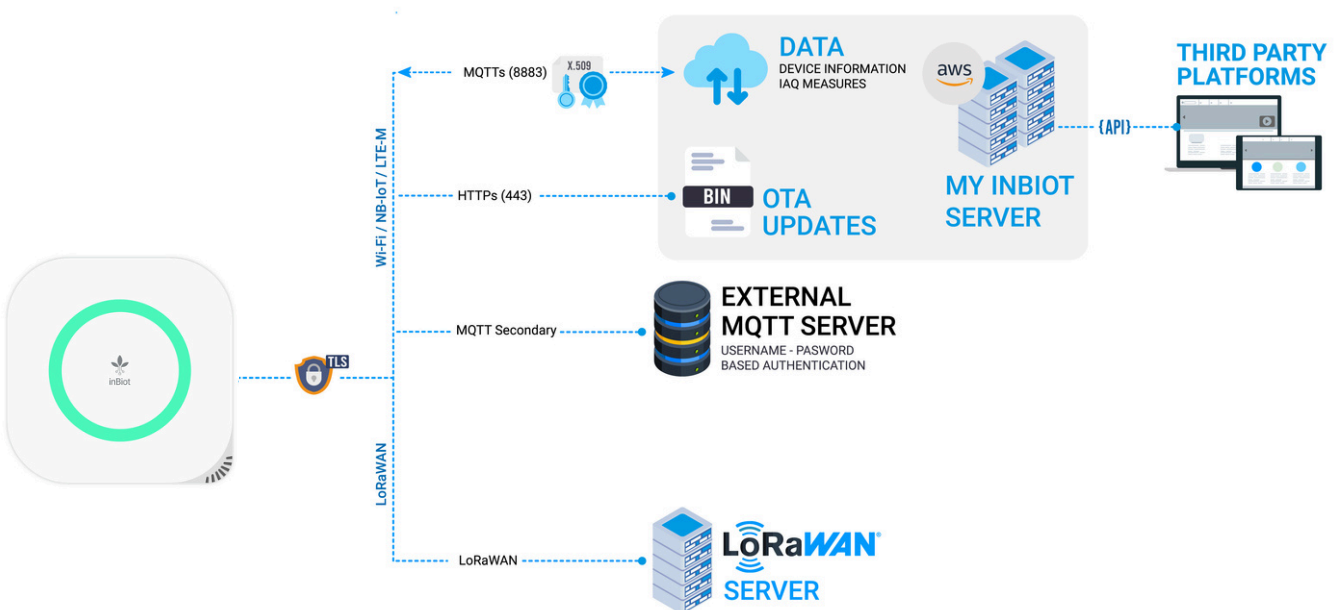 MQTTs (8883)
X.509
DATA
DEVICE INFORMATION
IAQ MEASURES
aws
THIRD PARTY
PLATFORMS
{API}
HTTPs (443)
BIN
OTA
UPDATES
MY INBIOT
SERVER
Wi-Fi / NB-IoT / LTE-M
MQTT Secondary
EXTERNAL
MQTT SERVER
USERNAME - PASWORD
BASED AUTHENTICATION
inBiot
TLS
LoRaWAN
LoRaWAN
LoRaWAN®
SERVER